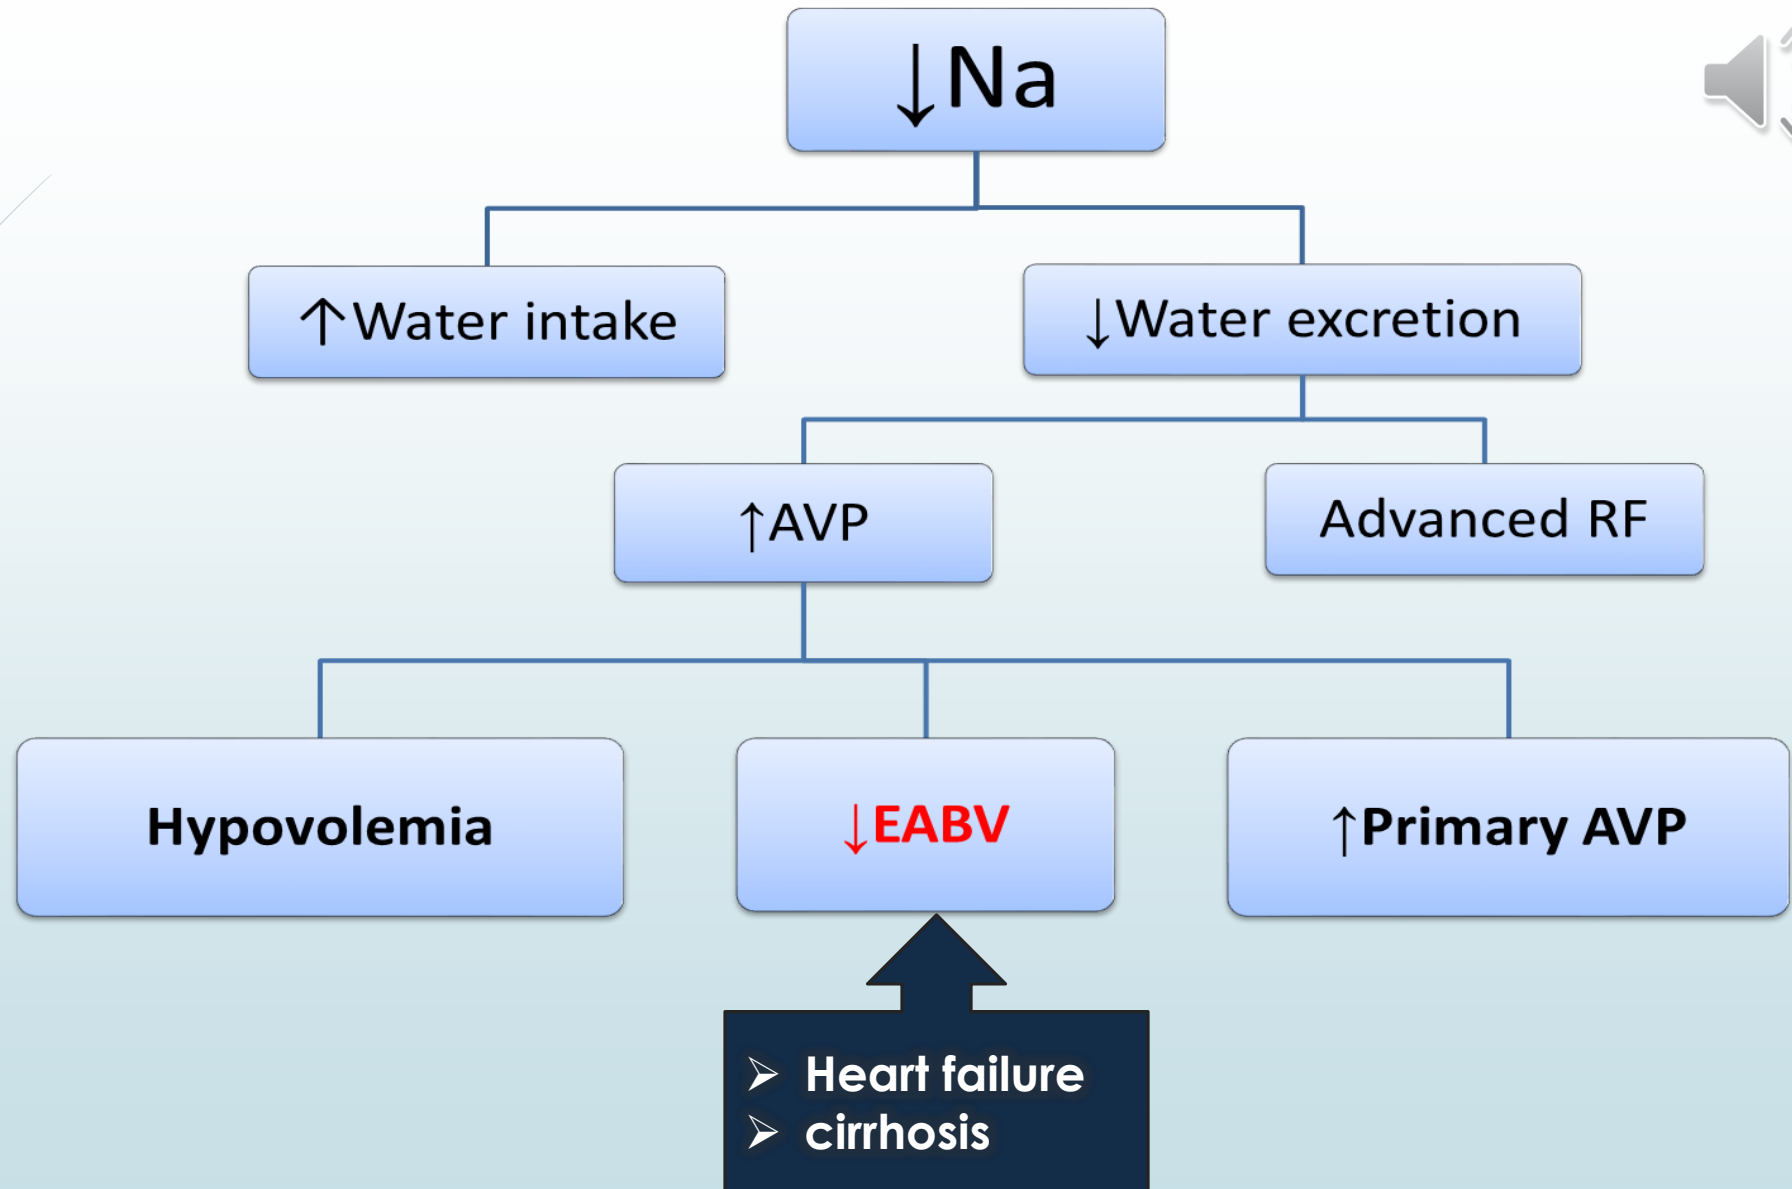 ↓Na
↑Water intake
↓Water excretion
↑AVP
Advanced RF
Hypovolemia
↓EABV
↑Primary AVP
➢ Heart failure
➢ cirrhosis